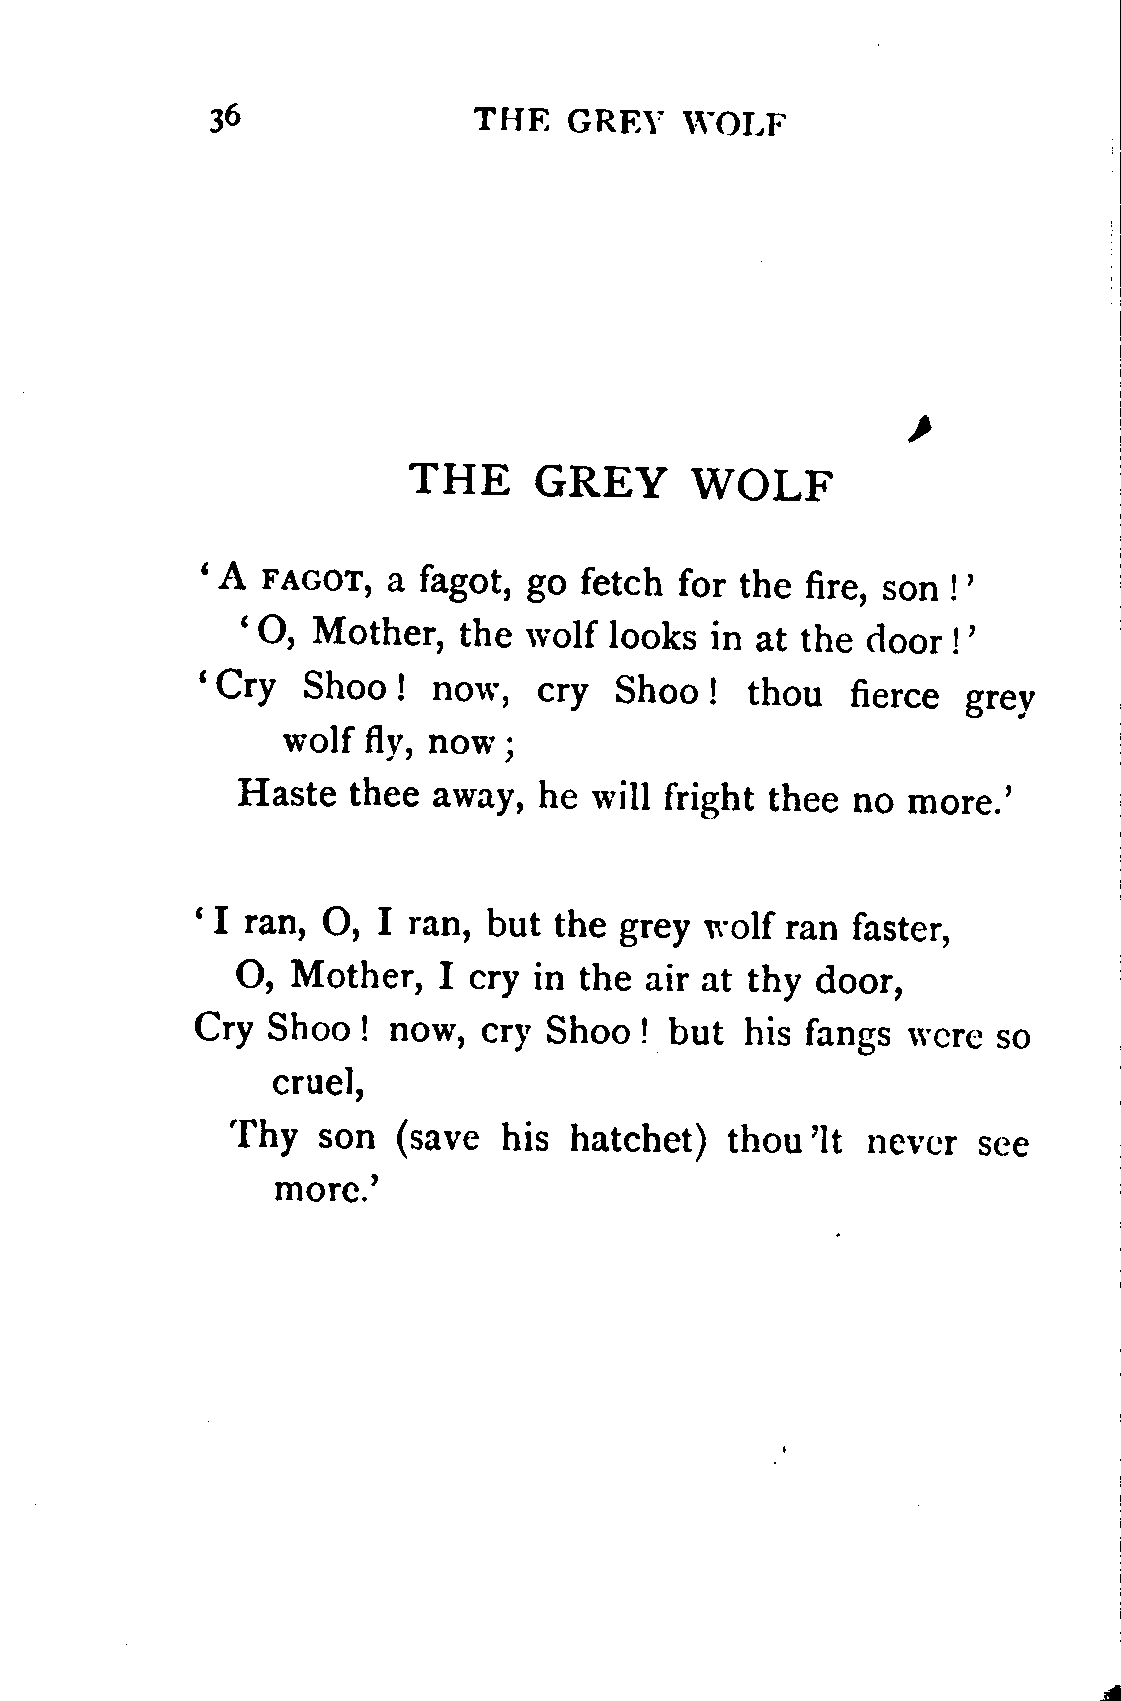 36 THE GREY WOLF
THE GREY WOLF
‘A FAGOT, a fagot, go fetch for the fire, son!’
‘O, Mother, the wolf looks in at the door!’
‘Cry Shoo! now, cry Shoo! thou fierce grey
wolf fly, now;
Haste thee away, he will fright thee no more.’
‘I ran, O, I ran, but the grey wolf ran faster,
O, Mother, I cry in the air at thy door,
Cry Shoo! now, cry Shoo! but his fangs were so
cruel,
Thy son (save his hatchet) thou'lt never see
more.’